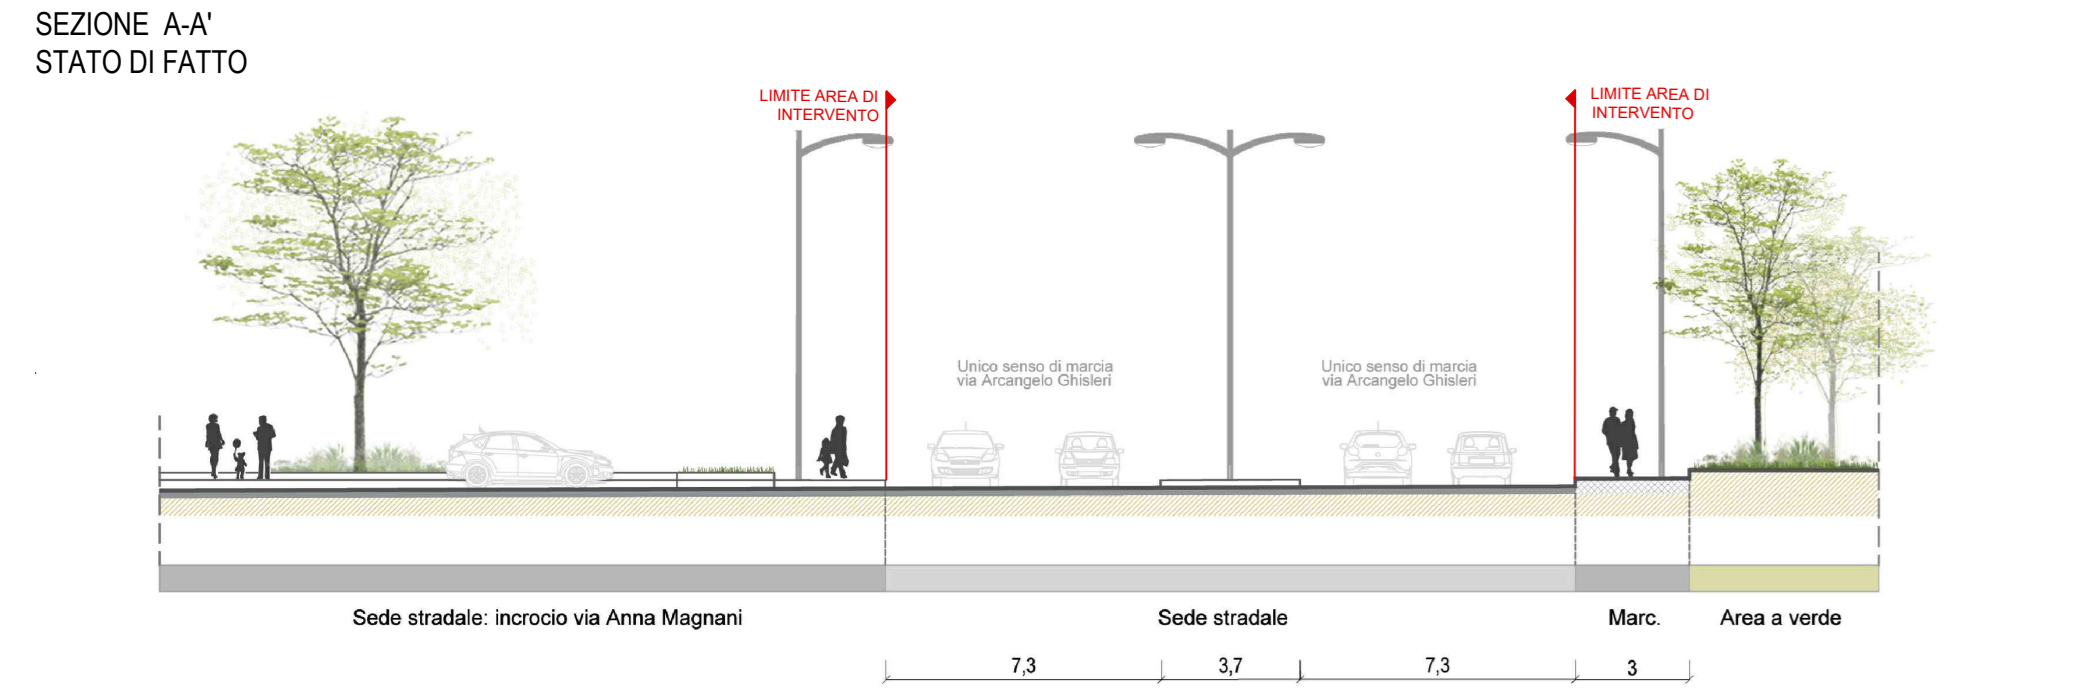 SEZIONE A-A'
STATO DI FATTO
LIMITE AREA DI
INTERVENTO
LIMITE AREA DI
INTERVENTO
Unico senso di marcia
via Arcangelo Ghisleri
Unico senso di marcia
via Arcangelo Ghisleri
Sede stradale: incrocio via Anna Magnani
Sede stradale
Marc.
Area a verde
7,3
3,7
7,3
3